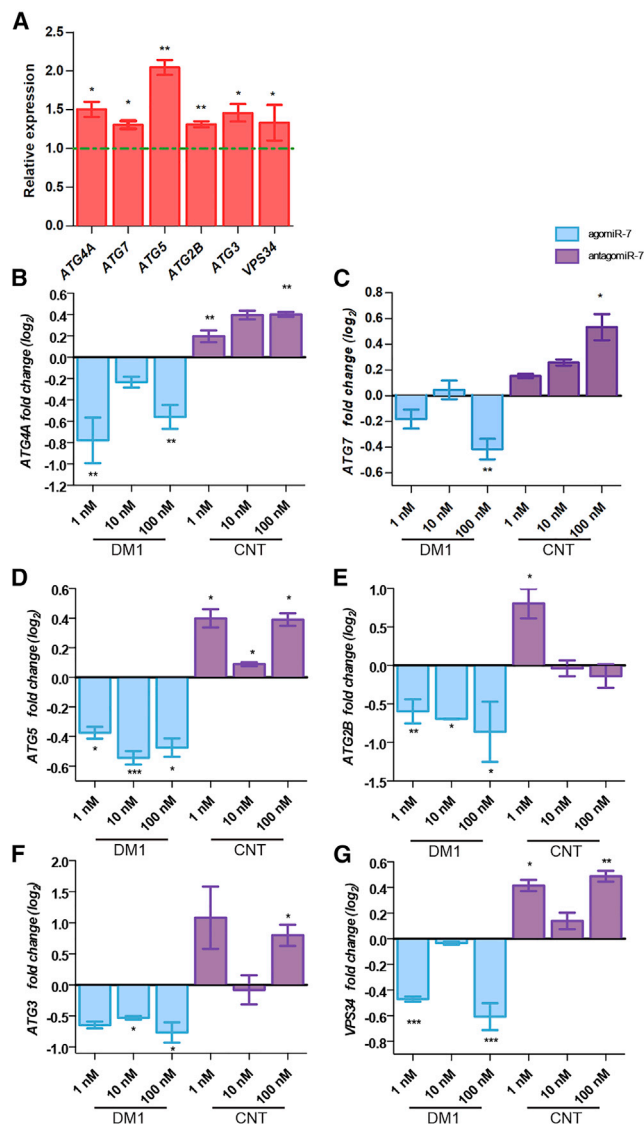 A
Relative expression
2.5
2.0
1.5
1.0
0.5
0.0
* * ** ** * *
ATG4A ATG7 ATG5 ATG2B ATG3 VPS34
agomiR-7
antagomiR-7
B
ATG4A fold change (log2)
0.6
0.4
0.2
0.0
-0.2
-0.4
-0.6
-0.8
-1.0
-1.2
** ** ** **
1 nM 10 nM 100 nM 1 nM 10 nM 100 nM
DM1 CNT
C
ATG7 fold change (log2)
0.8
0.6
0.4
0.2
0.0
-0.2
-0.4
-0.6
** *
1 nM 10 nM 100 nM 1 nM 10 nM 100 nM
DM1 CNT
D
ATG5 fold change (log2)
0.6
0.4
0.2
0.0
-0.2
-0.4
-0.6
* *** * * * *
1 nM 10 nM 100 nM 1 nM 10 nM 100 nM
DM1 CNT
E
ATG2B fold change (log2)
1.0
0.5
0.0
-0.5
-1.0
-1.5
** * * *
1 nM 10 nM 100 nM 1 nM 10 nM 100 nM
DM1 CNT
F
ATG3 fold change (log2)
2.0
1.5
1.0
0.5
0.0
-0.5
-1.0
* * *
1 nM 10 nM 100 nM 1 nM 10 nM 100 nM
DM1 CNT
G
VPS34 fold change (log2)
0.6
0.4
0.2
0.0
-0.2
-0.4
-0.6
-0.8
*** *** * **
1 nM 10 nM 100 nM 1 nM 10 nM 100 nM
DM1 CNT